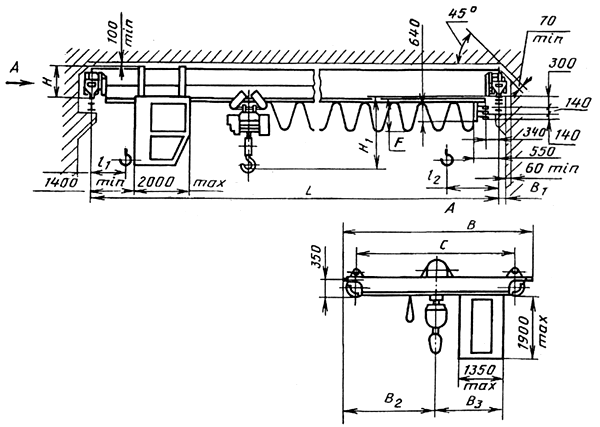 45°
70
min
100
min
640
A
H
300
140
140
340
H₁
F
550
l₁
l₂
60 min
1400
min
2000
max
L
A
B₁
B
C
350
1900
max
1350
max
B₂
B₃